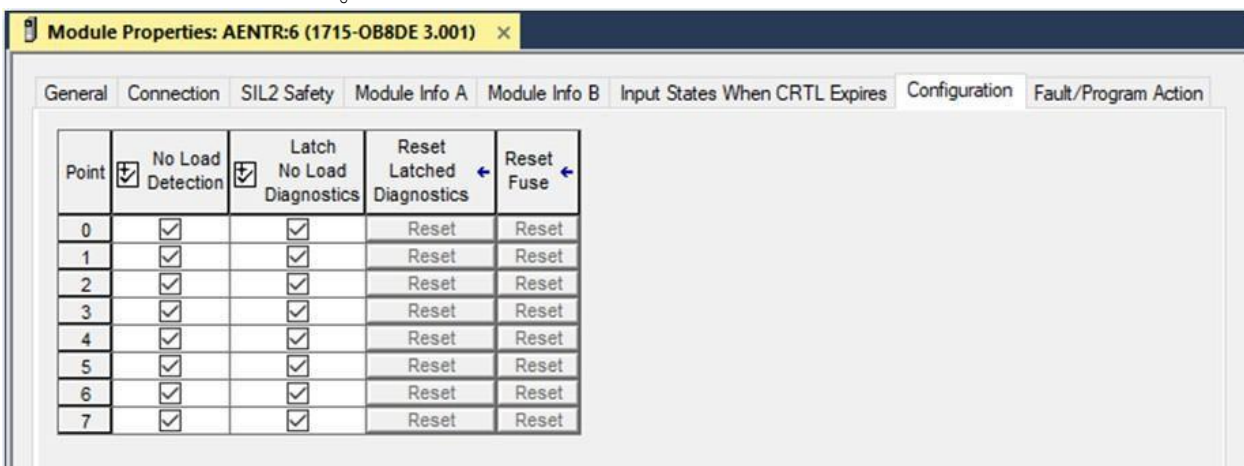 Module Properties: AENTR:6 (1715-OB8DE 3.001) ×
General Connection SIL2 Safety Module Info A Module Info B Input States When CRTL Expires Configuration Fault/Program Action
Point No Load Detection Latch No Load Diagnostics Reset Latched Diagnostics Reset Fuse
0 Reset Reset
1 Reset Reset
2 Reset Reset
3 Reset Reset
4 Reset Reset
5 Reset Reset
6 Reset Reset
7 Reset Reset